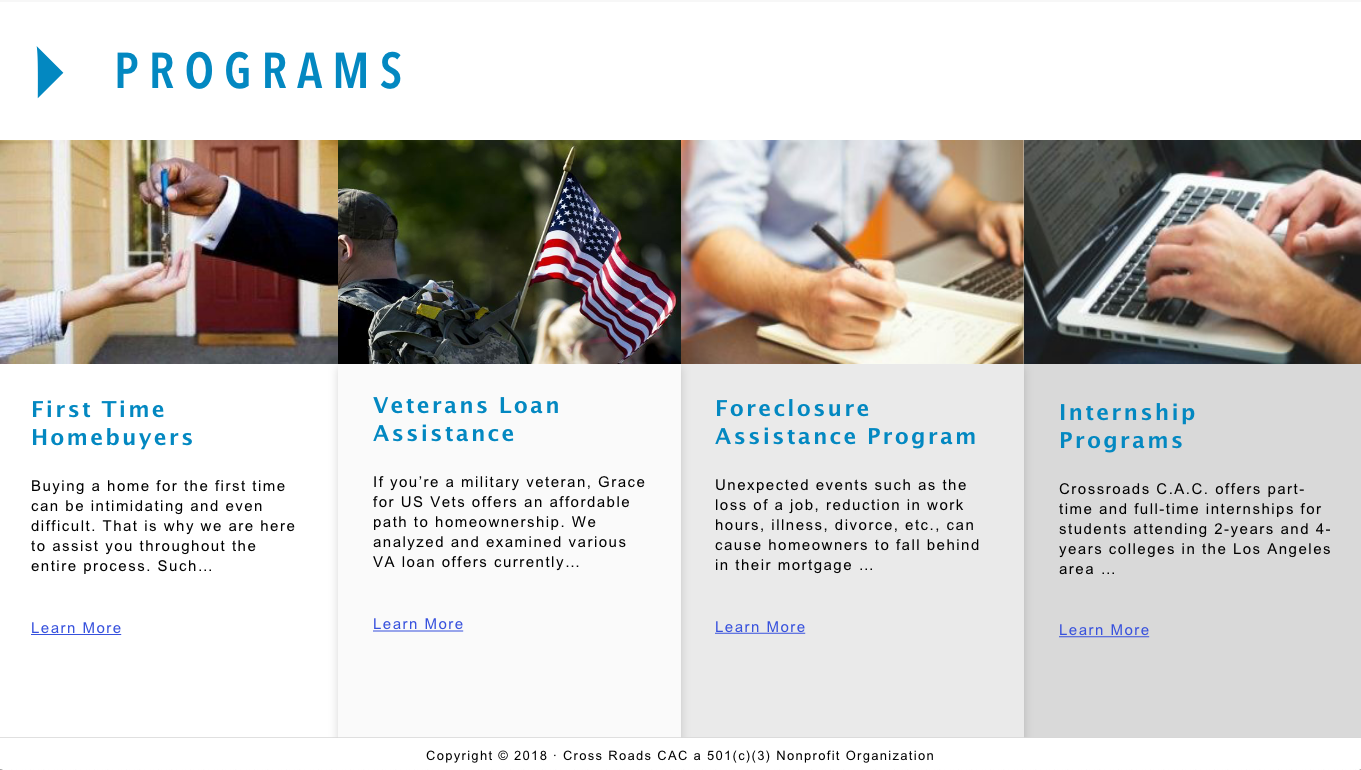 PROGRAMS
First Time
Homebuyers
Buying a home for the first time
can be intimidating and even
difficult. That is why we are here
to assist you throughout the
entire process. Such...
Learn More
Veterans Loan
Assistance
If you’re a military veteran, Grace
for US Vets offers an affordable
path to homeownership. We
analyzed and examined various
VA loan offers currently...
Learn More
Foreclosure
Assistance Program
Unexpected events such as the
loss of a job, reduction in work
hours, illness, divorce, etc., can
cause homeowners to fall behind
in their mortgage ...
Learn More
Internship
Programs
Crossroads C.A.C. offers part-
time and full-time internships for
students attending 2-years and 4-
years colleges in the Los Angeles
area ...
Learn More
Copyright © 2018 · Cross Roads CAC a 501(c)(3) Nonprofit Organization